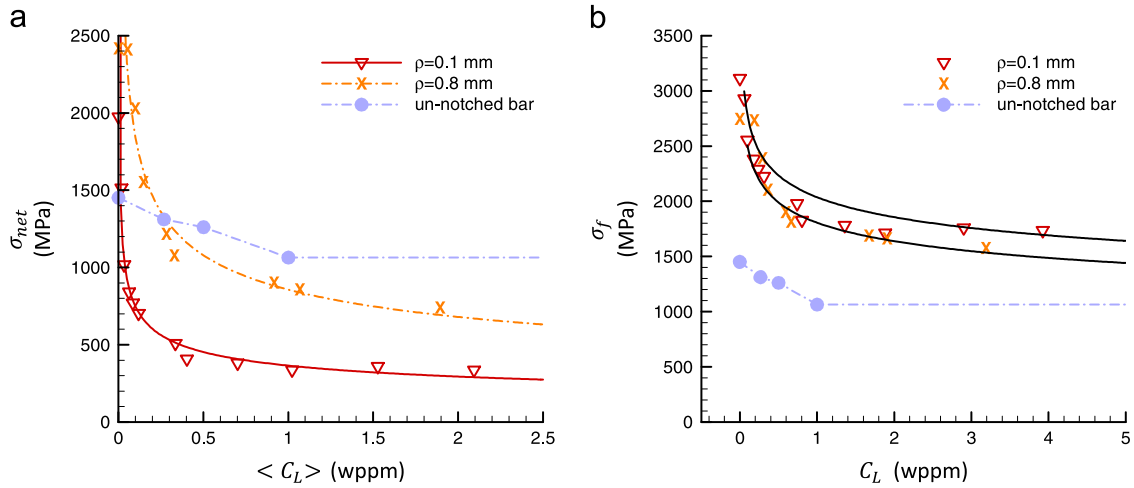 a
2500
2000
1500
1000
500
0
σnet
(MPa)
ρ=0.1 mm
ρ=0.8 mm
un-notched bar
0
0.5
1
1.5
2
2.5
< CL > (wppm)
b
3500
3000
2500
2000
1500
1000
500
0
σf
(MPa)
ρ=0.1 mm
ρ=0.8 mm
un-notched bar
0
1
2
3
4
5
CL (wppm)